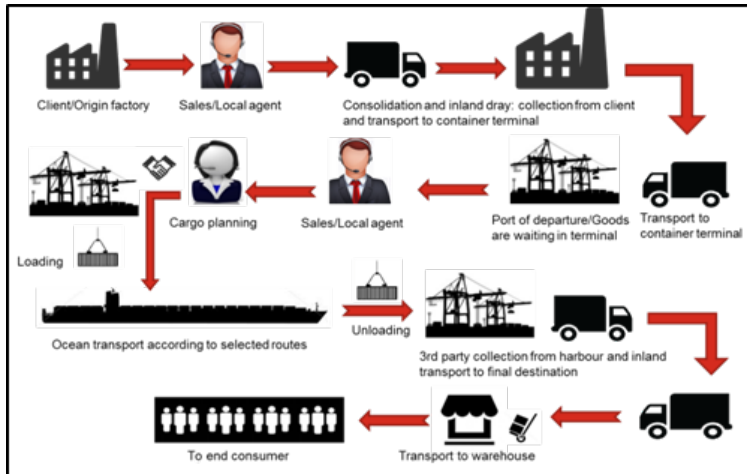 Client/Origin factory
Sales/Local agent
Consolidation and inland dray: collection from client
and transport to container terminal
Loading
Cargo planning
Sales/Local agent
Port of departure/Goods
are waiting in terminal
Transport to
container terminal
Ocean transport according to selected routes
Unloading
3rd party collection from harbour and inland
transport to final destination
To end consumer
Transport to warehouse